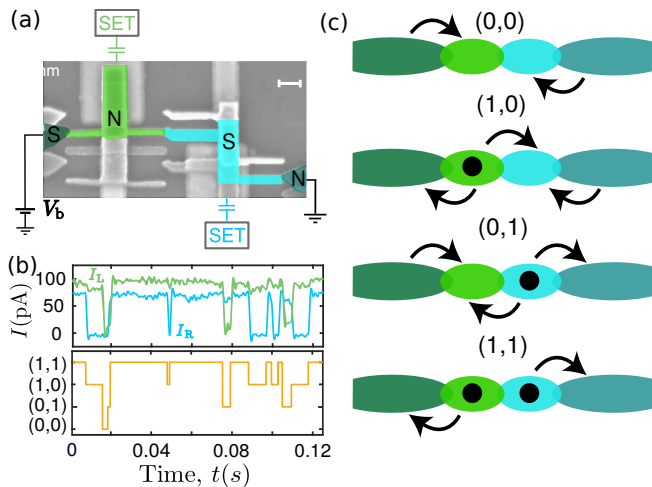 (a)
SET
nm
N
S
S
N
V_b
SET
(b)
I_L
I_R
I(pA)
100
50
0
(1,1)
(1,0)
(0,1)
(0,0)
0
0.04
0.08
0.12
Time, t(s)
(c)
(0,0)
(1,0)
(0,1)
(1,1)